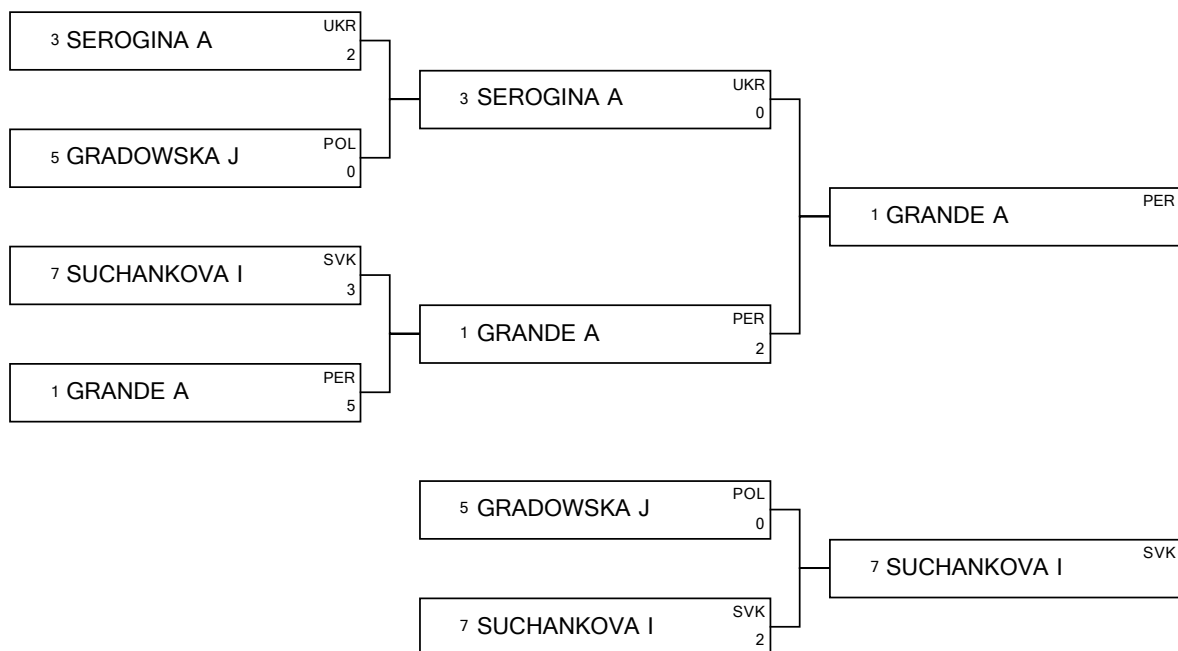 3 SEROGINA A UKR
2
5 GRADOWSKA J POL
0
7 SUCHANKOVA I SVK
3
1 GRANDE A PER
5
3 SEROGINA A UKR
0
1 GRANDE A PER
2
1 GRANDE A PER
5 GRADOWSKA J POL
0
7 SUCHANKOVA I SVK
2
7 SUCHANKOVA I SVK